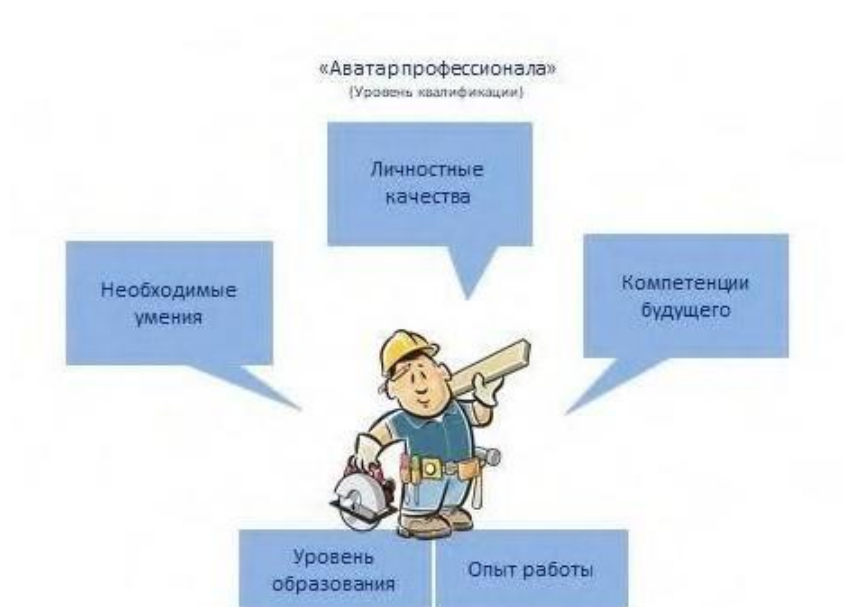 «Аватар профессионала»
(Уровень квалификации)
Личностные
качества
Необходимые
умения
Компетенции
будущего
Уровень
образования
Опыт работы